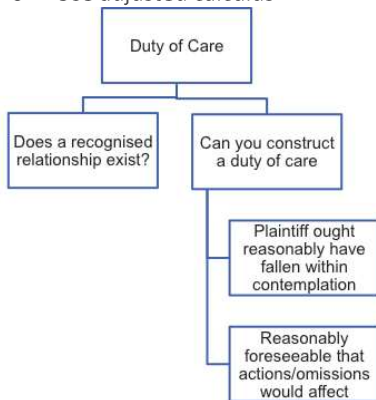 Duty of Care
Does a recognised
relationship exist?
Can you construct
a duty of care
Plaintiff ought
reasonably have
fallen within
contemplation
Reasonably
foreseeable that
actions/omissions
would affect